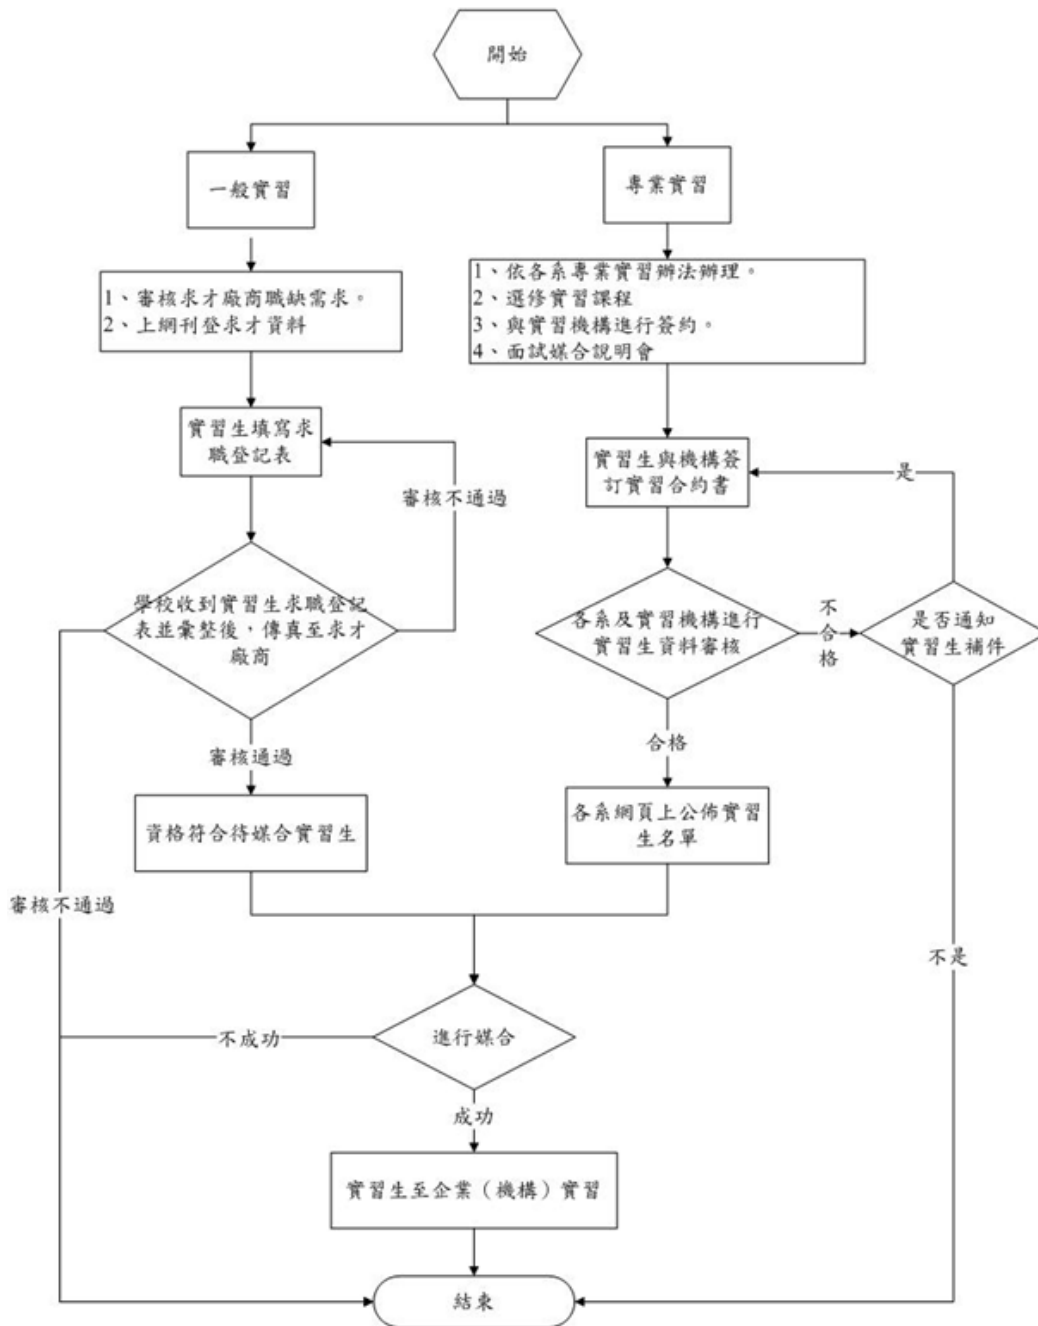 開始
一般實習
專業實習
1、審核求才廠商職缺需求。
2、上網刊登求才資料
1、依各系專業實習辦法辦理。
2、選修實習課程
3、與實習機構進行簽約。
4、面試媒合說明會
實習生填寫求
職登記表
實習生與機構簽
訂實習合約書
是
審核不通過
學校收到實習生求職登記
表並彙整後，傳真至求才
廠商
各系及實習機構進行
實習生資料審核
不
合
格
是否通知
實習生補件
審核通過
合格
資格符合待媒合實習生
各系網頁上公佈實習
生名單
審核不通過
不是
不成功
進行媒合
成功
實習生至企業（機構）實習
結束